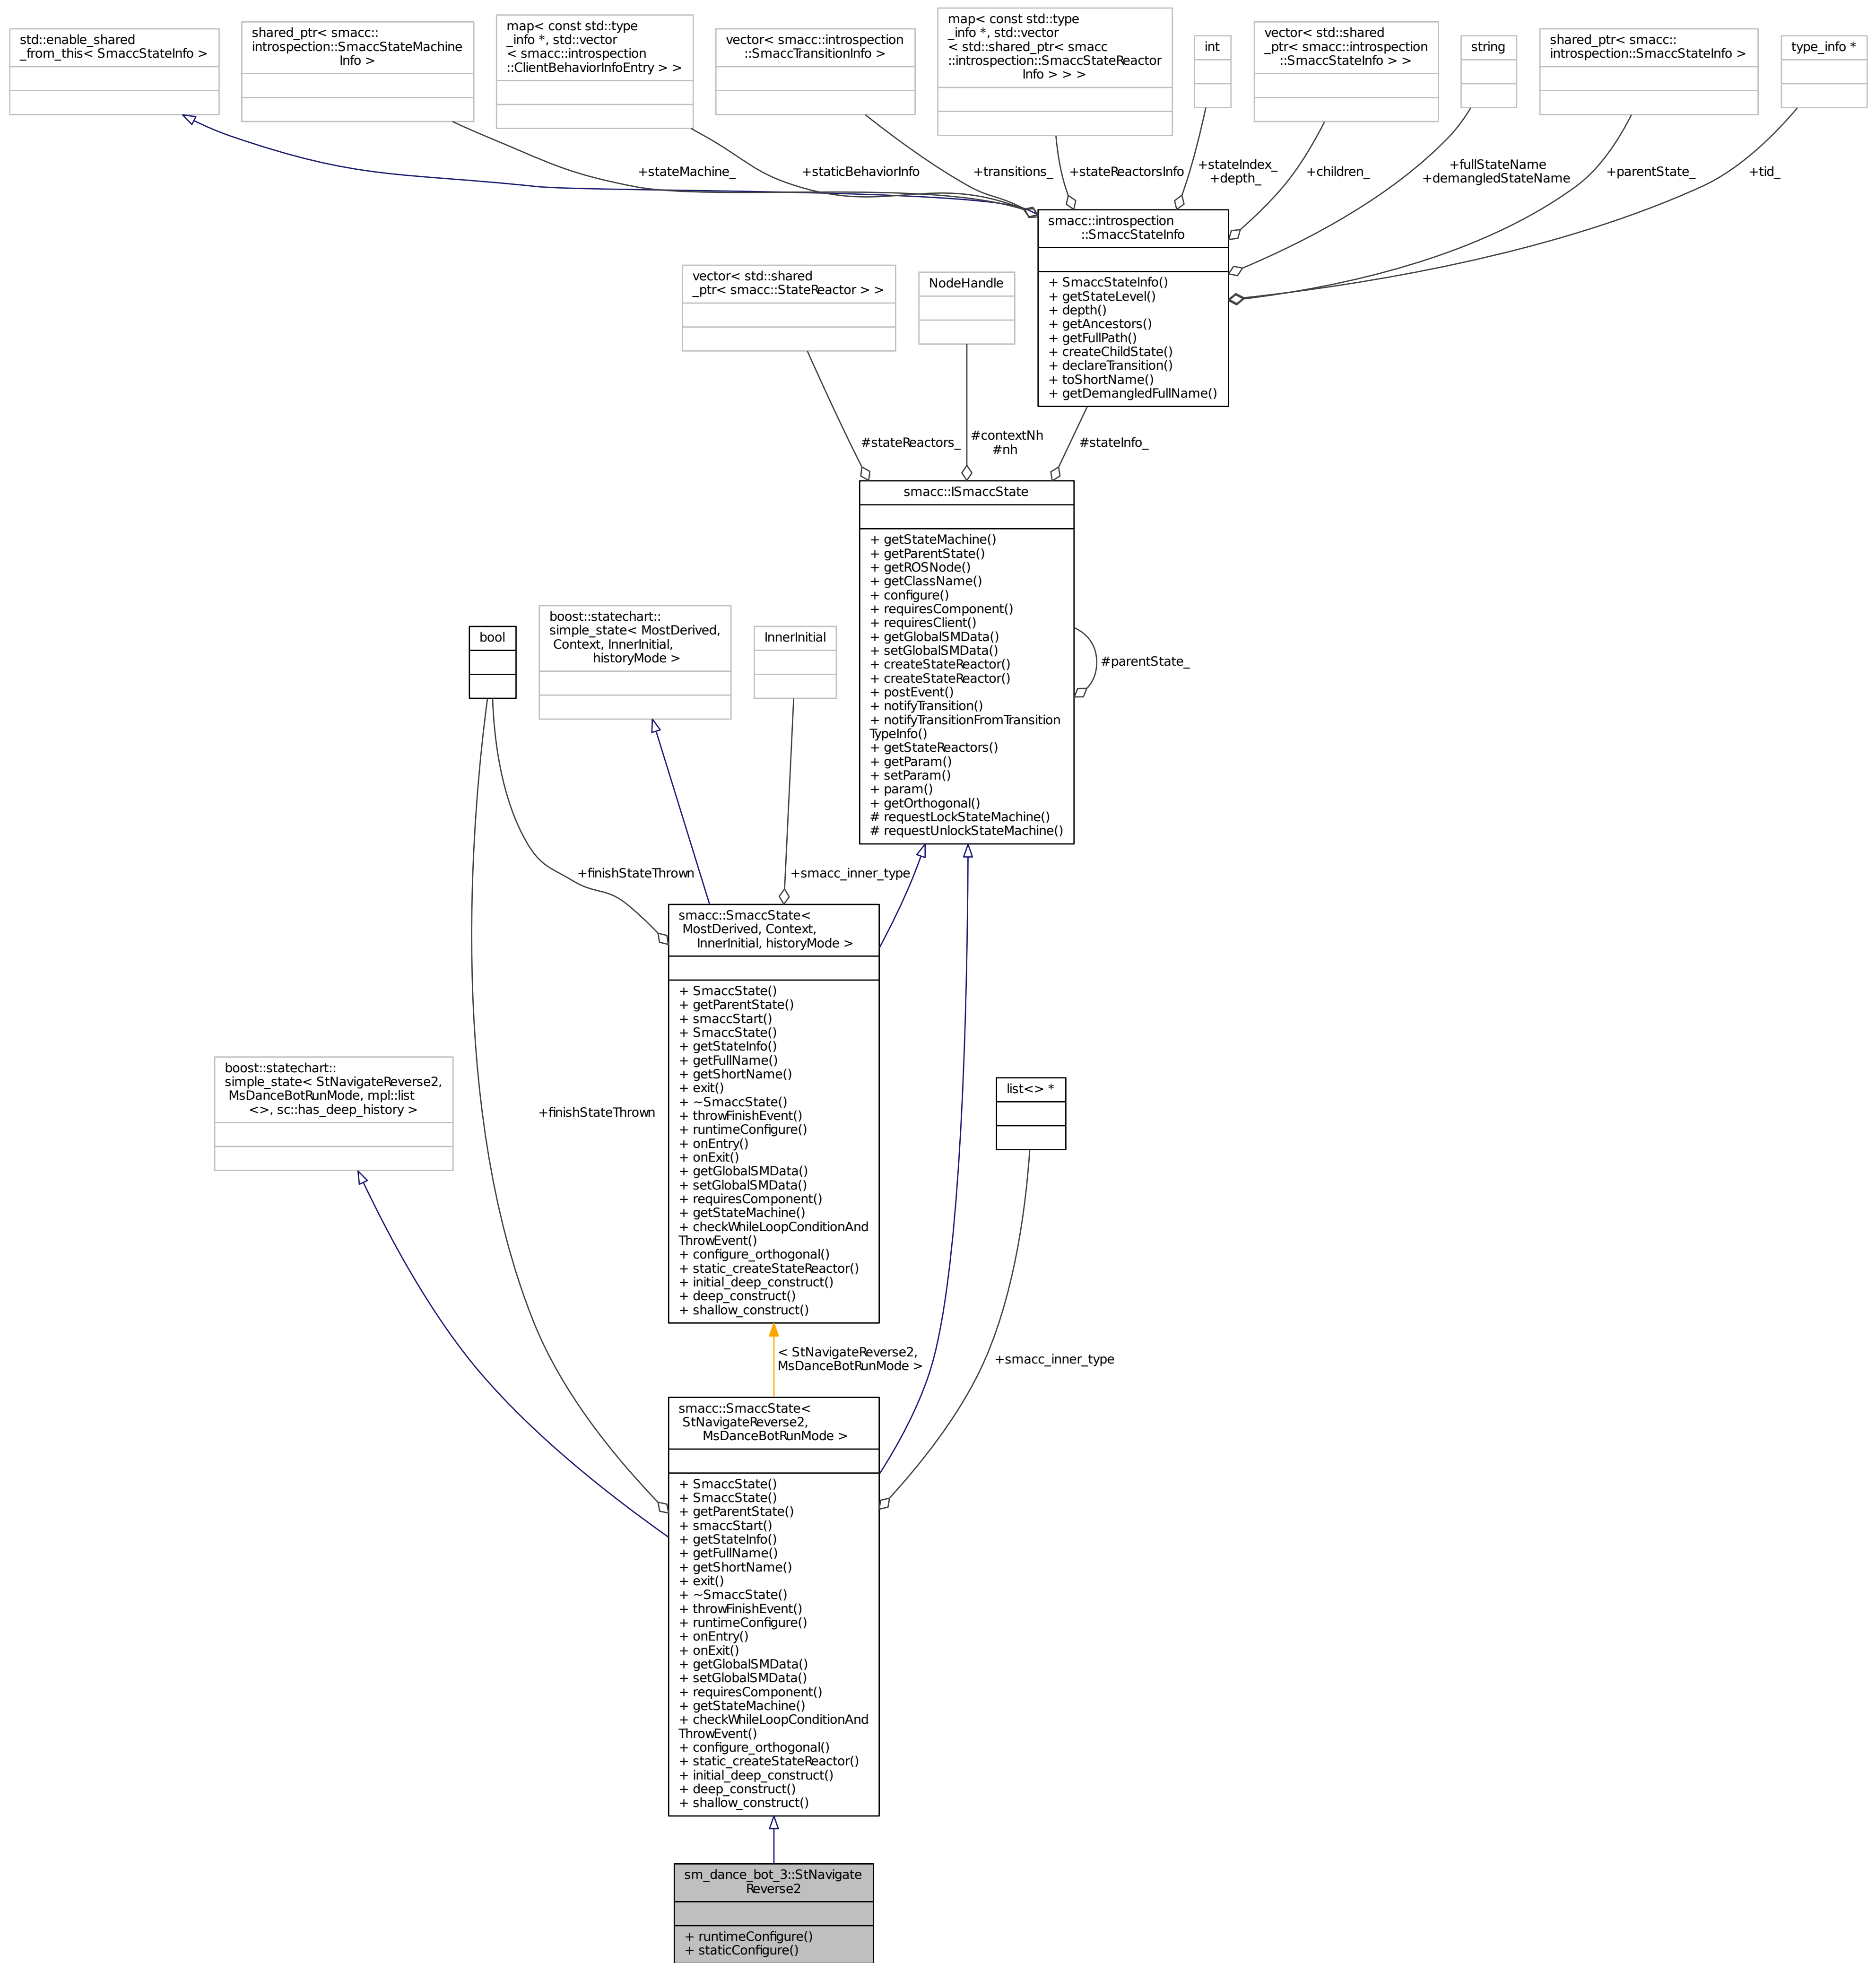 std::enable_shared
_from_this< SmaccStateInfo >
shared_ptr< smacc::
introspection::SmaccStateMachine
Info >
map< const std::type
_info *, std::vector
< smacc::introspection
::ClientBehaviorInfoEntry > >
vector< smacc::introspection
::SmaccTransitionInfo >
map< const std::type
_info *, std::vector
< std::shared_ptr< smacc
::introspection::SmaccStateReactor
Info > > >
int
vector< std::shared
_ptr< smacc::introspection
::SmaccStateInfo > >
string
shared_ptr< smacc::
introspection::SmaccStateInfo >
type_info *
+stateMachine_
+staticBehaviorInfo
+transitions_
+stateReactorsInfo
+stateIndex_
+depth_
+children_
+fullStateName
+demangledStateName
+parentState_
+tid_
smacc::introspection
::SmaccStateInfo
+ SmaccStateInfo()
+ getStateLevel()
+ depth()
+ getAncestors()
+ getFullPath()
+ createChildState()
+ declareTransition()
+ toShortName()
+ getDemangledFullName()
vector< std::shared
_ptr< smacc::StateReactor > >
NodeHandle
#stateReactors_
#contextNh
#nh
#stateInfo_
smacc::ISmaccState
+ getStateMachine()
+ getParentState()
+ getROSNode()
+ getClassName()
+ configure()
+ requiresComponent()
+ requiresClient()
+ getGlobalSMData()
+ setGlobalSMData()
+ createStateReactor()
+ createStateReactor()
+ postEvent()
+ notifyTransition()
+ notifyTransitionFromTransition
TypeInfo()
+ getStateReactors()
+ getParam()
+ setParam()
+ param()
+ getOrthogonal()
# requestLockStateMachine()
# requestUnlockStateMachine()
#parentState_
bool
boost::statechart::
simple_state< MostDerived,
Context, InnerInitial,
historyMode >
InnerInitial
+finishStateThrown
+smacc_inner_type
smacc::SmaccState<
MostDerived, Context,
InnerInitial, historyMode >
+ SmaccState()
+ getParentState()
+ smaccStart()
+ SmaccState()
+ getStateInfo()
+ getFullName()
+ getShortName()
+ exit()
+ ~SmaccState()
+ throwFinishEvent()
+ runtimeConfigure()
+ onEntry()
+ onExit()
+ getGlobalSMData()
+ setGlobalSMData()
+ requiresComponent()
+ getStateMachine()
+ checkWhileLoopConditionAnd
ThrowEvent()
+ configure_orthogonal()
+ static_createStateReactor()
+ initial_deep_construct()
+ deep_construct()
+ shallow_construct()
boost::statechart::
simple_state< StNavigateReverse2,
MsDanceBotRunMode, mpl::list
<>, sc::has_deep_history >
+finishStateThrown
list<> *
< StNavigateReverse2,
MsDanceBotRunMode >
+smacc_inner_type
smacc::SmaccState<
StNavigateReverse2,
MsDanceBotRunMode >
+ SmaccState()
+ SmaccState()
+ getParentState()
+ smaccStart()
+ getStateInfo()
+ getFullName()
+ getShortName()
+ exit()
+ ~SmaccState()
+ throwFinishEvent()
+ runtimeConfigure()
+ onEntry()
+ onExit()
+ getGlobalSMData()
+ setGlobalSMData()
+ requiresComponent()
+ getStateMachine()
+ checkWhileLoopConditionAnd
ThrowEvent()
+ configure_orthogonal()
+ static_createStateReactor()
+ initial_deep_construct()
+ deep_construct()
+ shallow_construct()
sm_dance_bot_3::StNavigate
Reverse2
+ runtimeConfigure()
+ staticConfigure()